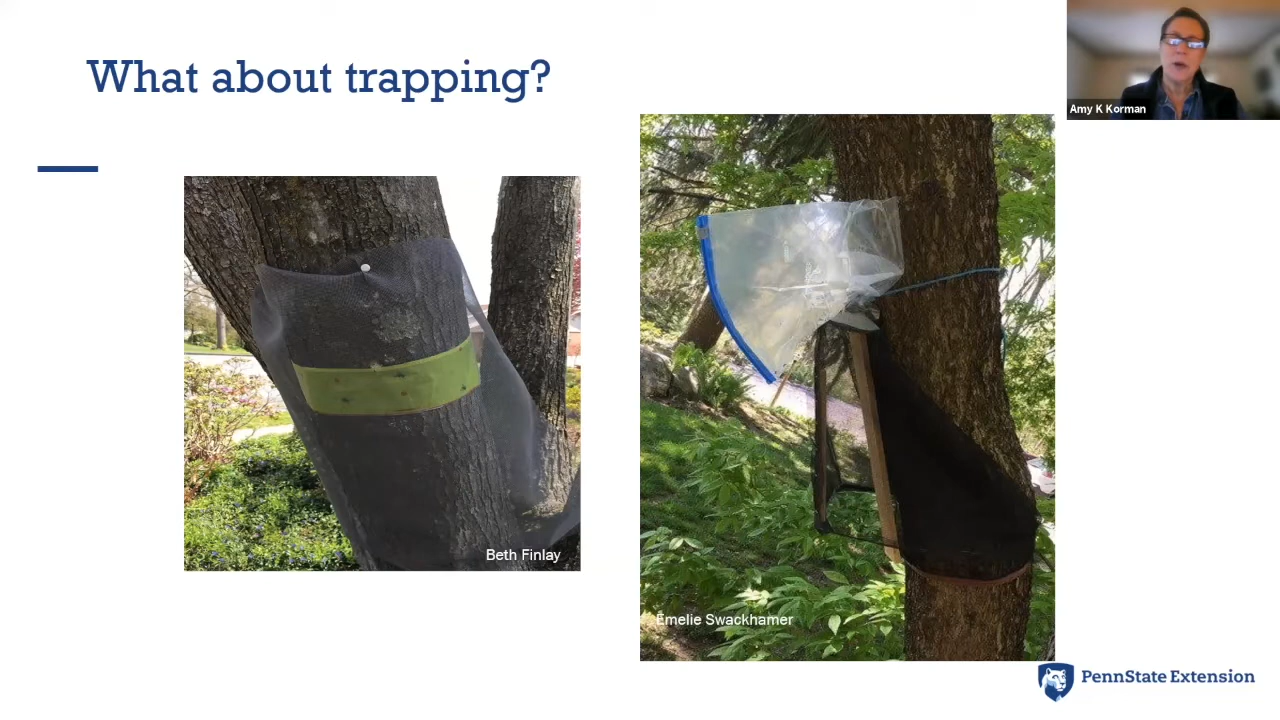 What about trapping?
Amy K Korman
Beth Finlay
Emelie Swackhamer
PennState Extension